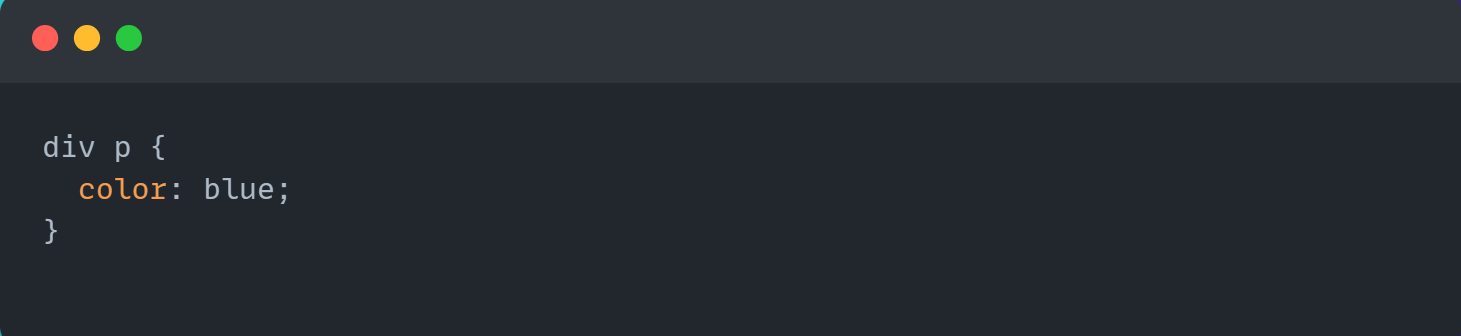 div p {
  color: blue;
}